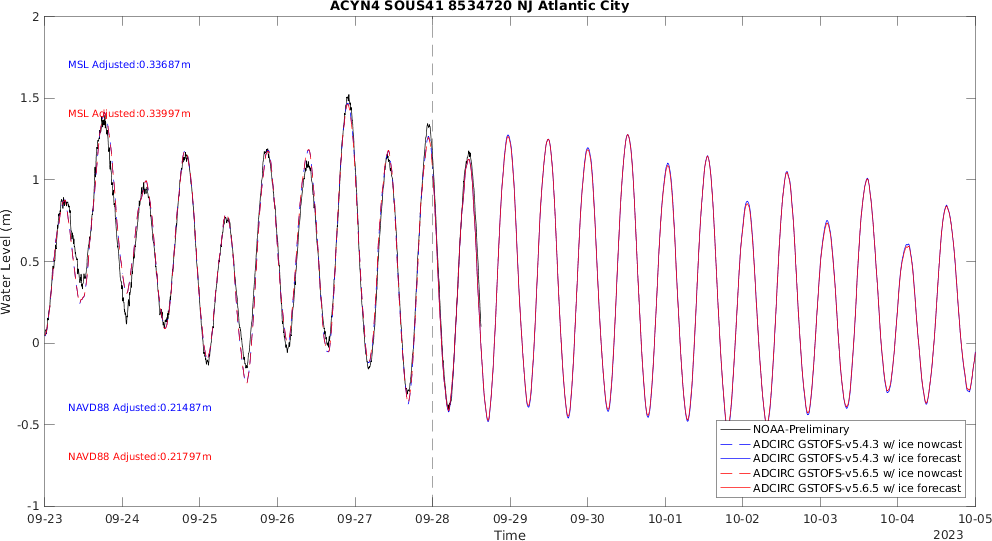 ACYN4 SOUS41 8534720 NJ Atlantic City
2
1.5
1
0.5
0
-0.5
-1
Water Level (m)
MSL Adjusted:0.33687m
MSL Adjusted:0.33997m
NAVD88 Adjusted:0.21487m
NAVD88 Adjusted:0.21797m
NOAA-Preliminary
ADCIRC GSTOFS-v5.4.3 w/ ice nowcast
ADCIRC GSTOFS-v5.4.3 w/ ice forecast
ADCIRC GSTOFS-v5.6.5 w/ ice nowcast
ADCIRC GSTOFS-v5.6.5 w/ ice forecast
09-23 09-24 09-25 09-26 09-27 09-28 09-29 09-30 10-01 10-02 10-03 10-04 10-05
Time
2023